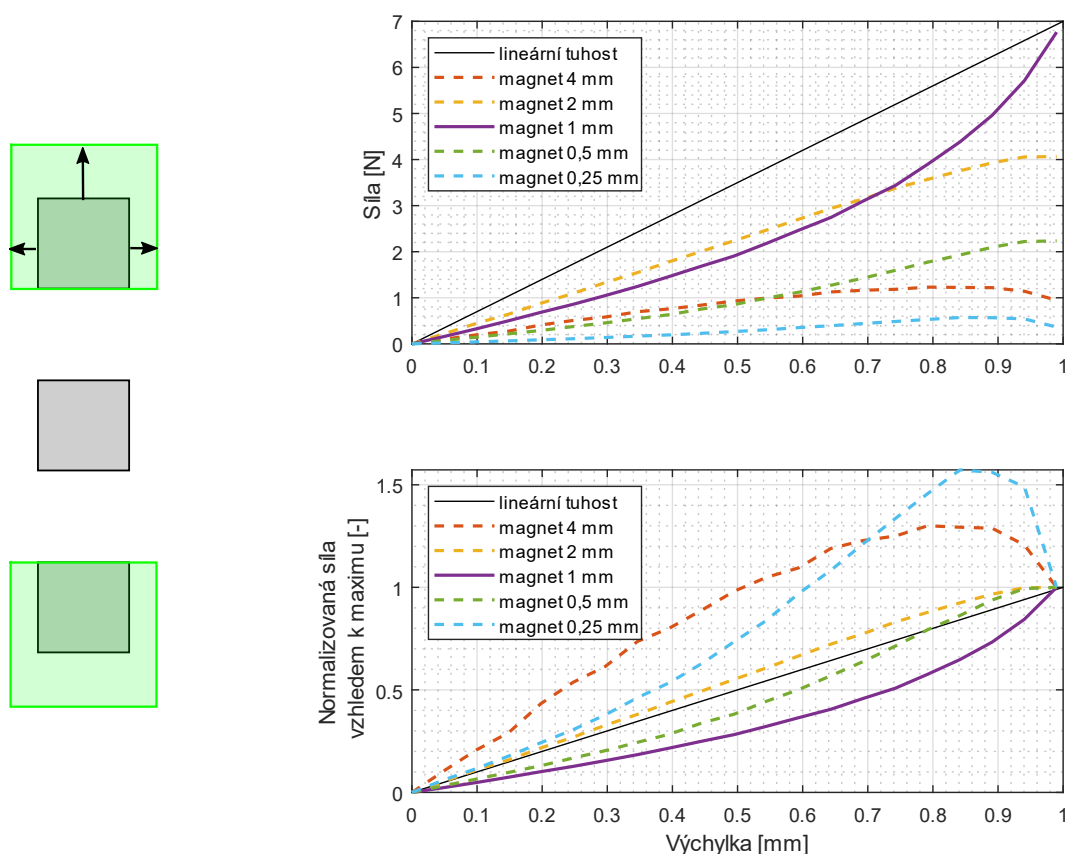 7
6
5
4
3
2
1
0
Síla [N]
lineární tuhost
magnet 4 mm
magnet 2 mm
magnet 1 mm
magnet 0,5 mm
magnet 0,25 mm
0 0.1 0.2 0.3 0.4 0.5 0.6 0.7 0.8 0.9 1
1.5
1
0.5
0
Normalizovaná síla
vzhledem k maximu [-]
lineární tuhost
magnet 4 mm
magnet 2 mm
magnet 1 mm
magnet 0,5 mm
magnet 0,25 mm
0 0.1 0.2 0.3 0.4 0.5 0.6 0.7 0.8 0.9 1
Výchylka [mm]